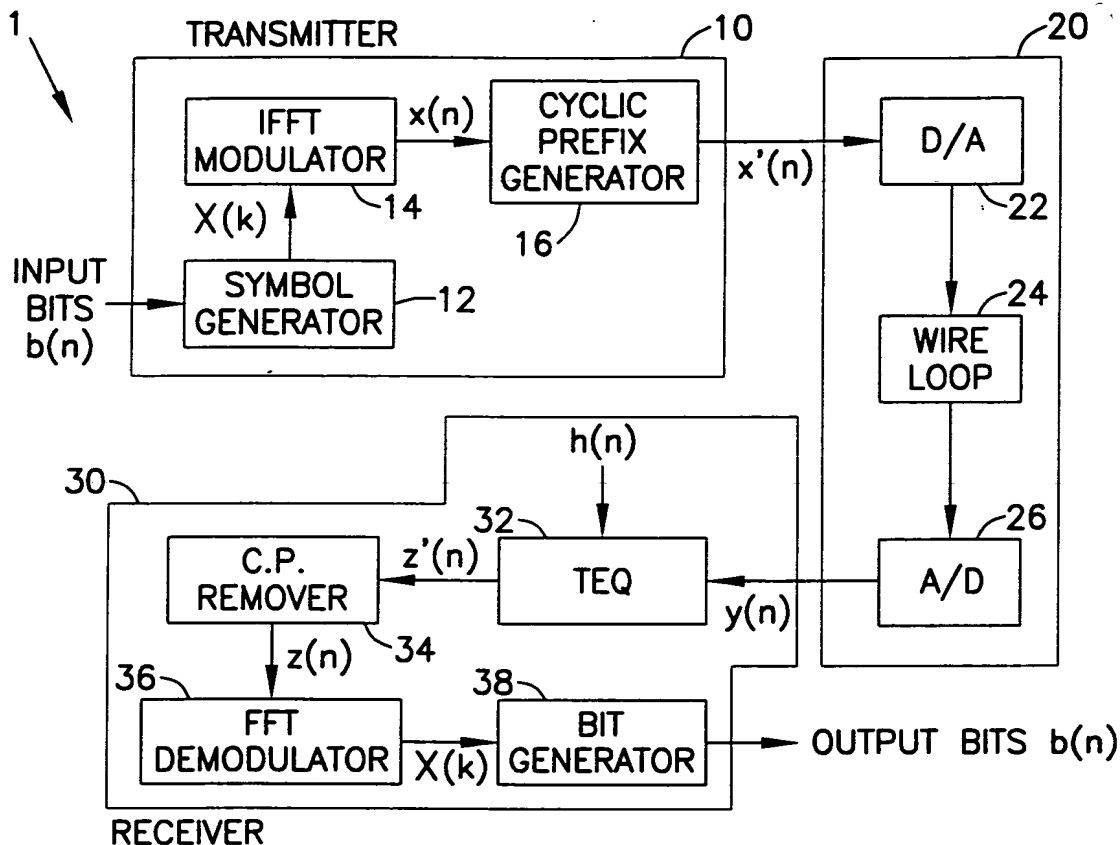 1
TRANSMITTER
10
20
IFFT
MODULATOR
14
x(n)
CYCLIC
PREFIX
GENERATOR
16
x'(n)
D/A
22
X(k)
INPUT
BITS
b(n)
SYMBOL
GENERATOR
12
24
WIRE
LOOP
h(n)
30
C.P.
REMOVER
34
z'(n)
32
TEQ
y(n)
26
A/D
z(n)
36
FFT
DEMODULATOR
X(k)
38
BIT
GENERATOR
OUTPUT BITS b(n)
RECEIVER